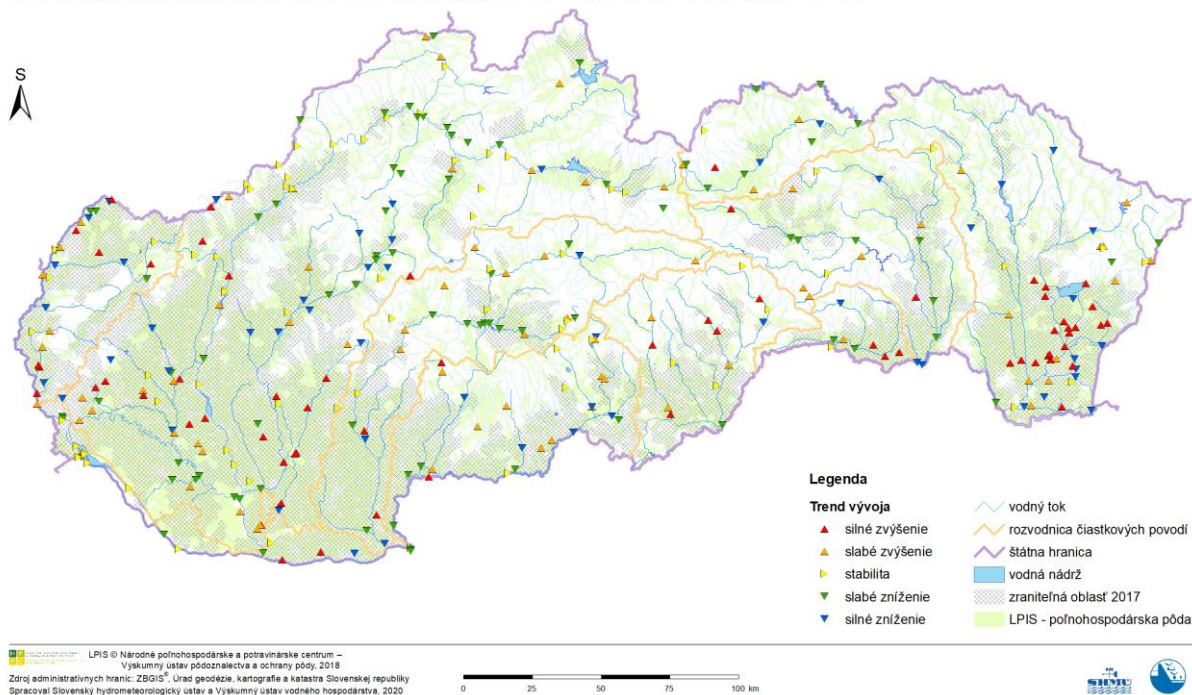 S
Legenda
Trend vývoja
silné zvýšenie
slabé zvýšenie
stabilita
slabé zníženie
silné zníženie
vodný tok
rozvodnica čiastkových povodí
štátna hranica
vodná nádrž
zraniteľná oblasť 2017
LPIS - poľnohospodárska pôda
LPIS © Národné poľnohospodárske a potravinárske centrum –
Výskumný ústav pôdoznalectva a ochrany pôdy, 2018
Zdroj administratívnych hraníc: ZBGIS®, Úrad geodézie, kartografie a katastra Slovenskej republiky
Spracoval Slovenský hydrometeorologický ústav a Výskumný ústav vodného hospodárstva, 2020
0 25 50 75 100 km
SHMÚ